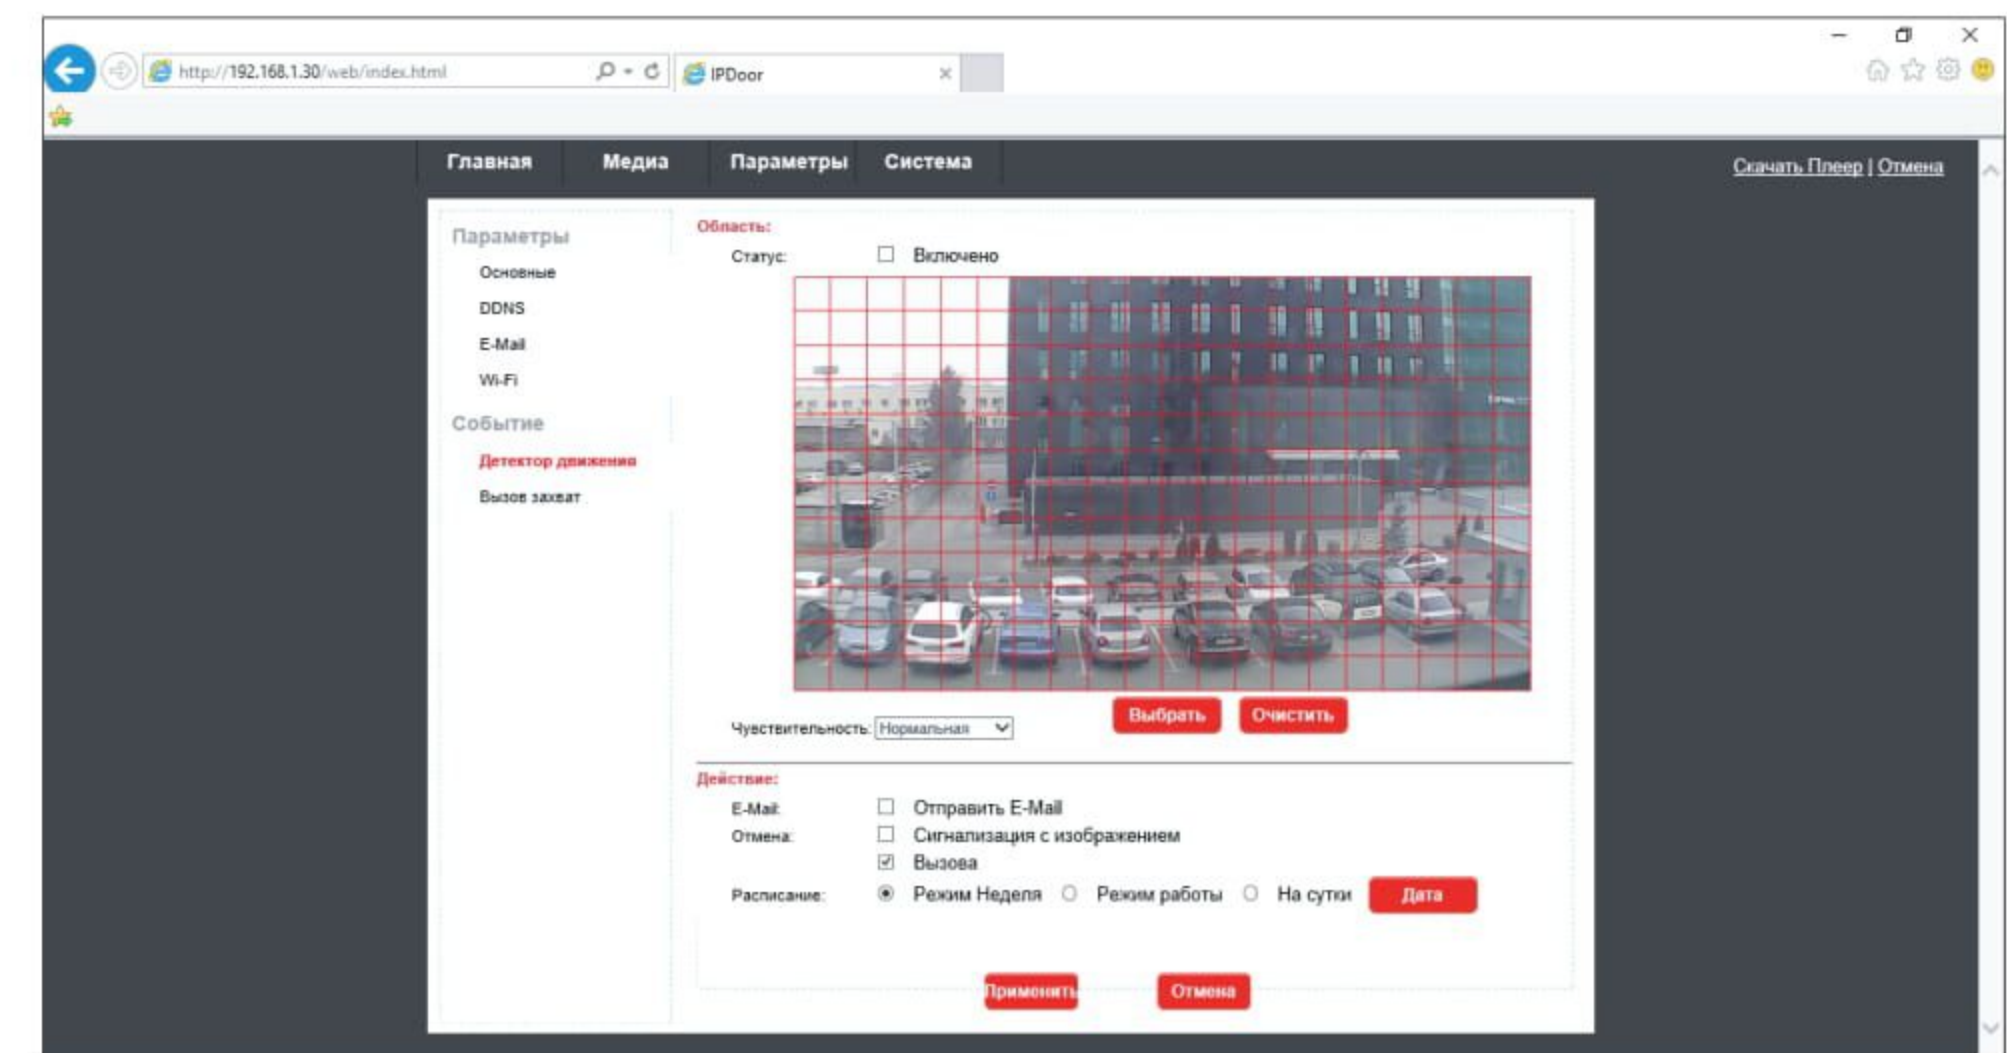 http://192.168.1.30/web/index.html
IPDoor
Главная Медиа Параметры Система
Скачать Плеер | Отмена
Параметры
Основные
DDNS
E-Mail
Wi-Fi
Событие
Детектор движения
Вызов захват
Область:
Статус: Включено
Чувствительность: Нормальная
Выбрать Очистить
Действие:
E-Mail: Отправить E-Mail
Отмена: Сигнализация с изображением
Вызова
Расписание: Режим Неделя Режим работы На сутки Дата
Применить Отмена